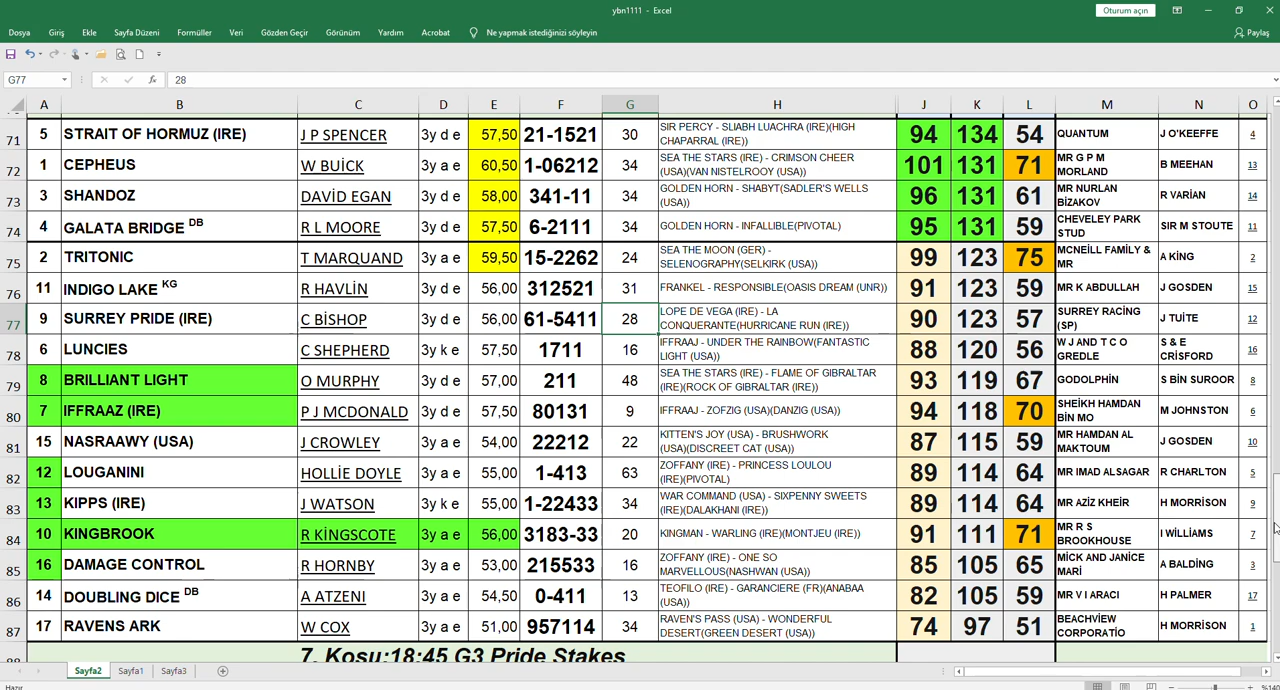 ybn1111 - Excel
Oturum açın
Dosya Giriş Ekle Sayfa Düzeni Formüller Veri Gözden Geçir Görünüm Yardım Acrobat Ne yapmak istediğinizi söyleyin Paylaş
G77 fx 28
A B C D E F G H J K L M N O
71 5 STRAIT OF HORMUZ (IRE) J P SPENCER 3y d e 57,50 21-1521 30 SIR PERCY - SLIABH LUACHRA (IRE)(HIGH CHAPARRAL (IRE)) 94 134 54 QUANTUM J O'KEEFFE 4
72 1 CEPHEUS W BUİCK 3y a e 60,50 1-06212 34 SEA THE STARS (IRE) - CRIMSON CHEER (USA)(VAN NISTELROOY (USA)) 101 131 71 MR G P M MORLAND B MEEHAN 13
73 3 SHANDOZ DAVİD EGAN 3y d e 58,00 341-11 34 GOLDEN HORN - SHABYT(SADLER'S WELLS (USA)) 96 131 61 MR NURLAN BİZAKOV R VARİAN 14
74 4 GALATA BRIDGE DB R L MOORE 3y d e 57,50 6-2111 34 GOLDEN HORN - INFALLIBLE(PIVOTAL) 95 131 59 CHEVELEY PARK STUD SIR M STOUTE 11
75 2 TRITONIC T MARQUAND 3y a e 59,50 15-2262 24 SEA THE MOON (GER) - SELENOGRAPHY(SELKIRK (USA)) 99 123 75 MCNEİLL FAMİLY & MR A KİNG 2
76 11 INDIGO LAKE KG R HAVLİN 3y d e 56,00 312521 31 FRANKEL - RESPONSIBLE(OASIS DREAM (UNR)) 91 123 59 MR K ABDULLAH J GOSDEN 15
77 9 SURREY PRIDE (IRE) C BİSHOP 3y a e 56,00 61-5411 28 LOPE DE VEGA (IRE) - LA CONQUERANTE(HURRICANE RUN (IRE)) 90 123 57 SURREY RACİNG (SP) J TUİTE 12
78 6 LUNCIES C SHEPHERD 3y k e 57,50 1711 16 IFFRAAJ - UNDER THE RAINBOW(FANTASTIC LIGHT (USA)) 88 120 56 W J AND T C O GREDLE S & E CRİSFORD 16
79 8 BRILLIANT LIGHT O MURPHY 3y d e 57,00 211 48 SEA THE STARS (IRE) - FLAME OF GIBRALTAR (IRE)(ROCK OF GIBRALTAR (IRE)) 93 119 67 GODOLPHİN S BİN SUROOR 8
80 7 IFFRAAZ (IRE) P J MCDONALD 3y d e 57,50 80131 9 IFFRAAJ - ZOFZIG (USA)(DANZIG (USA)) 94 118 70 SHEİKH HAMDAN BİN MO M JOHNSTON 6
81 15 NASRAAWY (USA) J CROWLEY 3y a e 54,00 22212 22 KITTEN'S JOY (USA) - BRUSHWORK (USA)(DISCREET CAT (USA)) 87 115 59 MR HAMDAN AL MAKTOUM J GOSDEN 10
82 12 LOUGANINI HOLLİE DOYLE 3y a e 55,00 1-413 63 ZOFFANY (IRE) - PRINCESS LOULOU (IRE)(PIVOTAL) 89 114 64 MR IMAD ALSAGAR R CHARLTON 5
83 13 KIPPS (IRE) J WATSON 3y k e 55,00 1-22433 34 WAR COMMAND (USA) - SIXPENNY SWEETS (IRE)(DALAKHANI (IRE)) 89 114 64 MR AZİZ KHEİR H MORRİSON 9
84 10 KINGBROOK R KİNGSCOTE 3y d e 56,00 3183-33 20 KINGMAN - WARLING (IRE)(MONTJEU (IRE)) 91 111 71 MR R S BROOKHOUSE I WİLLİAMS 7
85 16 DAMAGE CONTROL R HORNBY 3y a e 53,00 215533 16 ZOFFANY (IRE) - ONE SO MARVELLOUS(NASHWAN (USA)) 85 105 65 MİCK AND JANİCE MARİ A BALDİNG 3
86 14 DOUBLING DICE DB A ATZENI 3y a e 54,50 0-411 13 TEOFILO (IRE) - GARANCIERE (FR)(ANABAA (USA)) 82 105 59 MR V I ARACI H PALMER 17
87 17 RAVENS ARK W COX 3y a e 51,00 957114 34 RAVEN'S PASS (USA) - WONDERFUL DESERT(GREEN DESERT (USA)) 74 97 51 BEACHVİEW CORPORATİO H MORRİSON 1
7. Koşu:18:45 G3 Pride Stakes
Sayfa2 Sayfa1 Sayfa3
Hazır %140